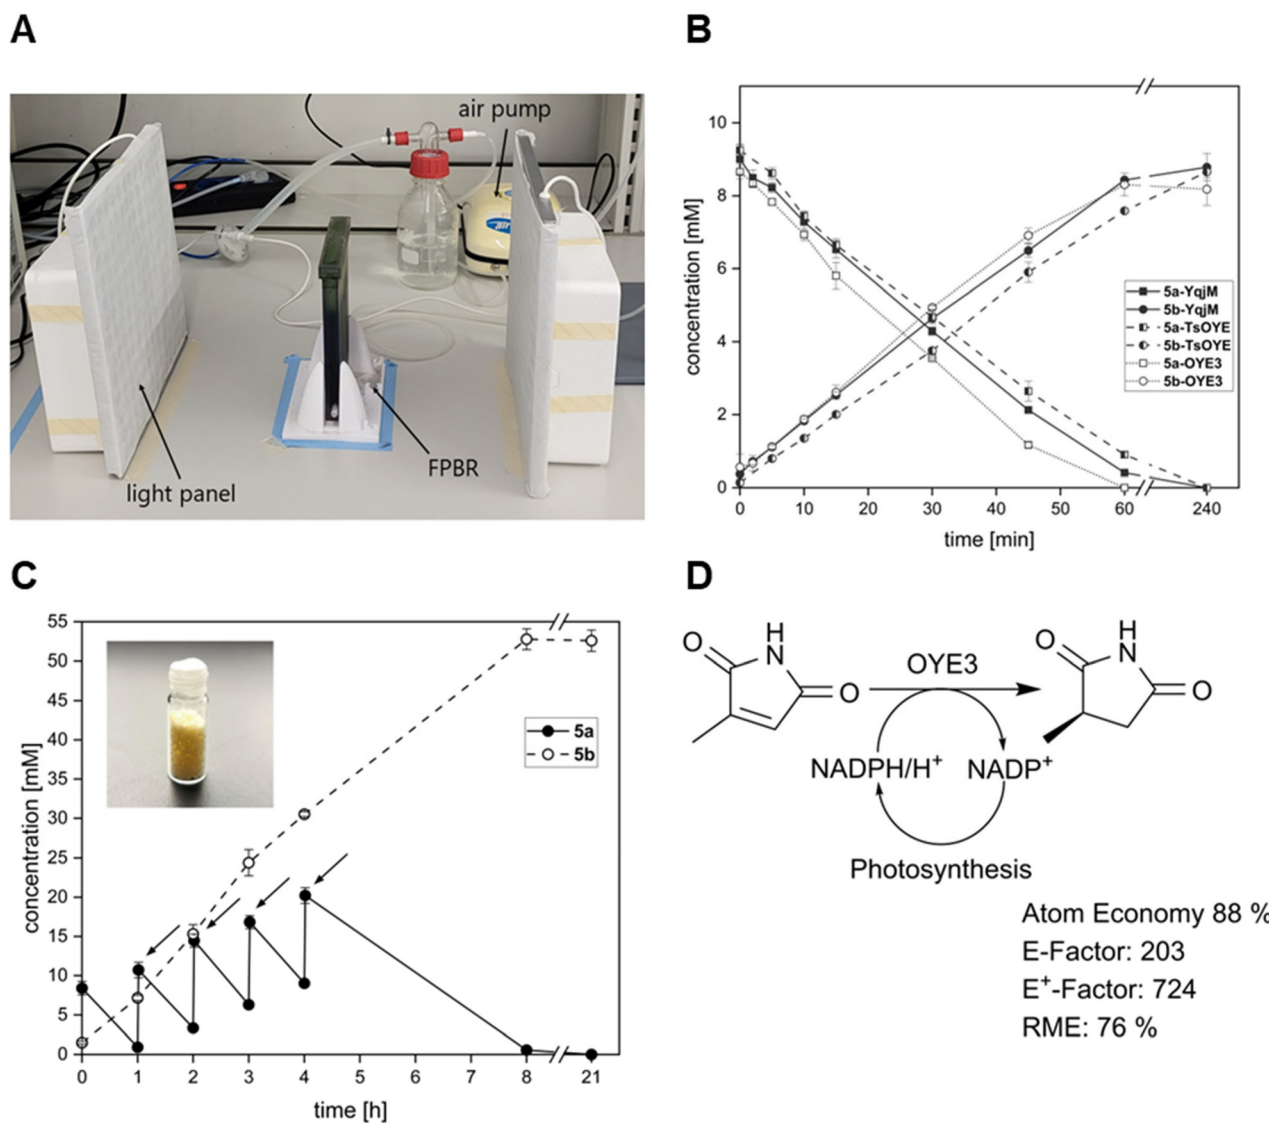 A
air pump
FPBR
light panel
B
concentration [mM]
10
8
6
4
2
0
5a-YqjM
5b-YqjM
5a-TsOYE
5b-TsOYE
5a-OYE3
5b-OYE3
0 10 20 30 40 50 60 240
time [min]
C
concentration [mM]
55
50
45
40
35
30
25
20
15
10
5
0
5a
5b
0 1 2 3 4 5 6 7 8 21
time [h]
D
H
O N
O
OYE3
H
O N
O
NADPH/H⁺ NADP⁺
Photosynthesis
Atom Economy 88 %
E-Factor: 203
E⁺-Factor: 724
RME: 76 %